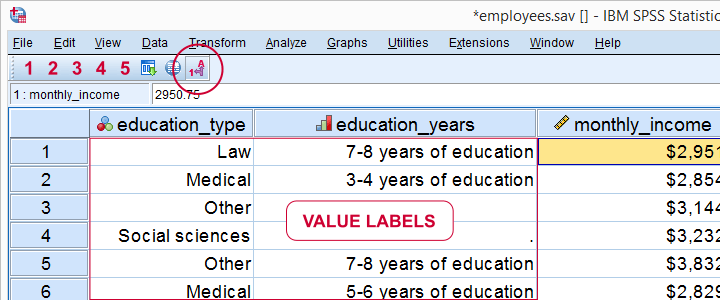 *employees.sav [] - IBM SPSS Statistic
File Edit View Data Transform Analyze Graphs Utilities Extensions Window Help
1 2 3 4 5 1 A
1 : monthly_income 2950.75
education_type education_years monthly_income
1 Law 7-8 years of education $2,951
2 Medical 3-4 years of education $2,854
3 Other $3,144
VALUE LABELS
4 Social sciences . $3,232
5 Other 7-8 years of education $3,832
6 Medical 5-6 years of education $2,829